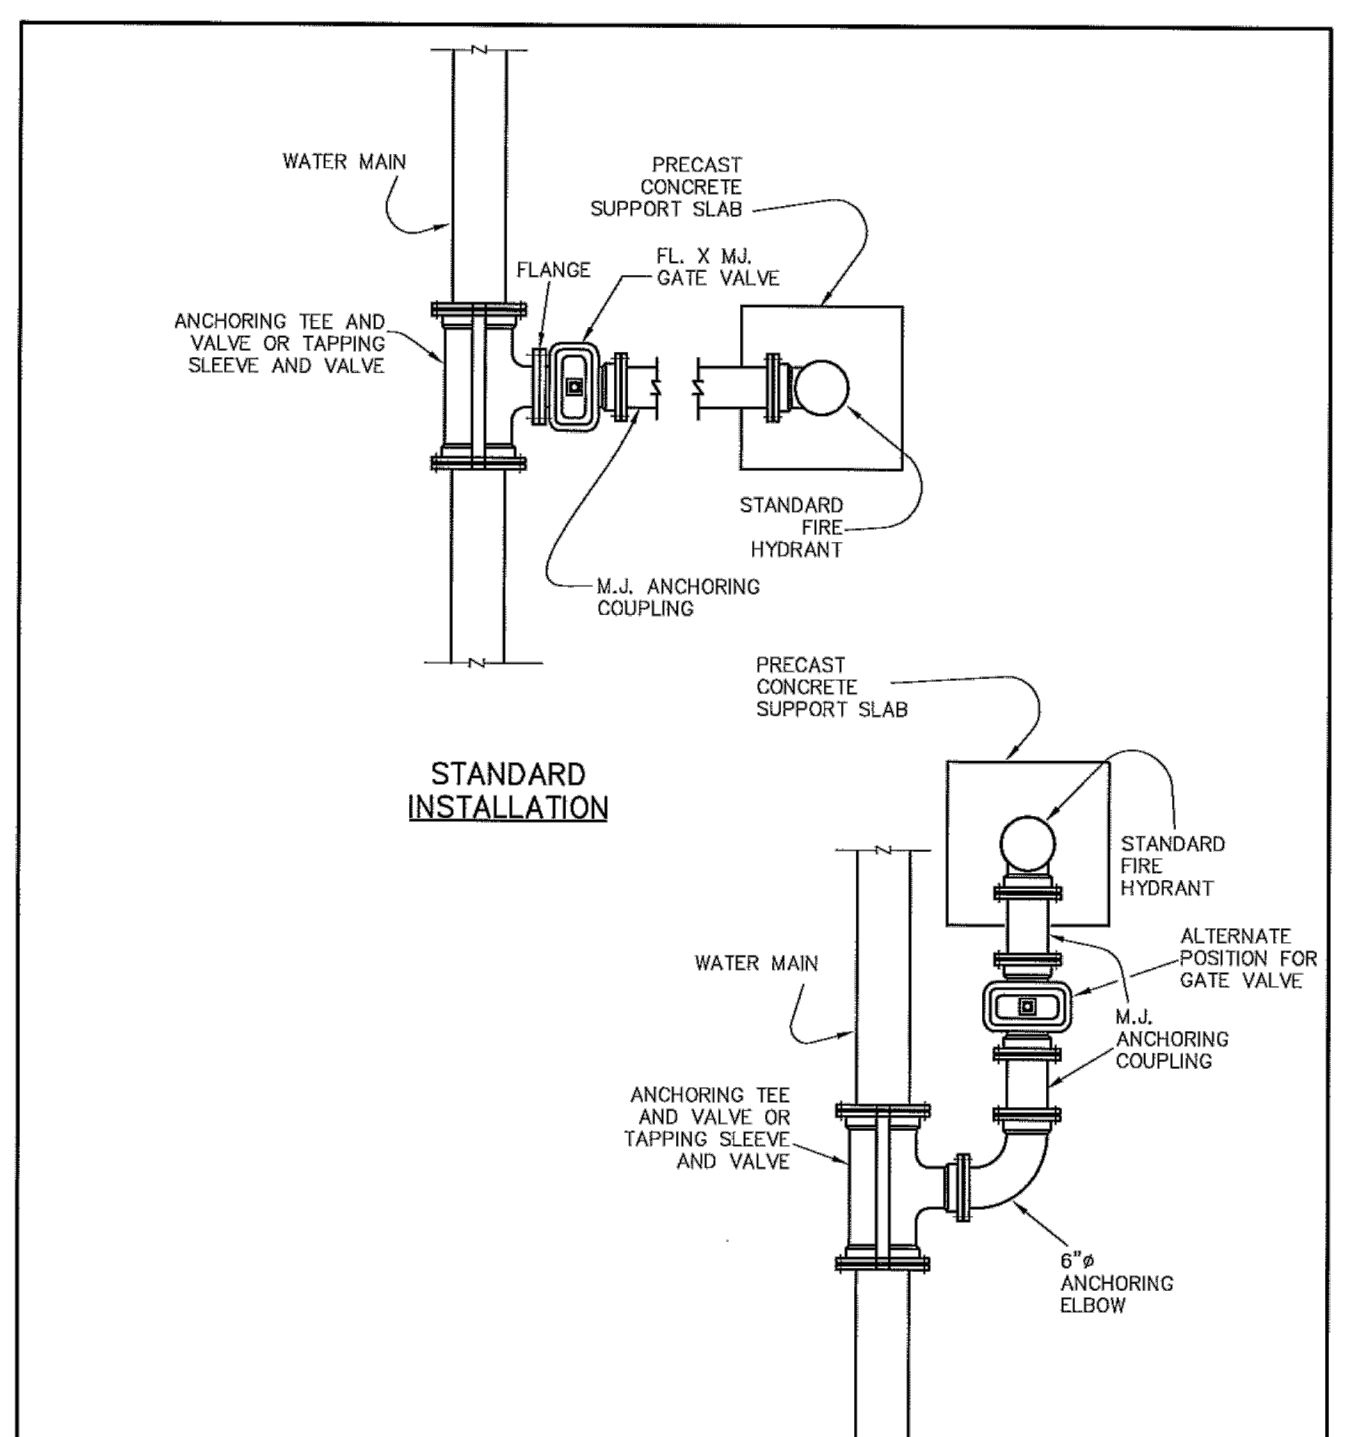 WATER MAIN
PRECAST
CONCRETE
SUPPORT SLAB
FLANGE
FL. X MJ.
GATE VALVE
ANCHORING TEE AND
VALVE OR TAPPING
SLEEVE AND VALVE
STANDARD
FIRE
HYDRANT
M.J. ANCHORING
COUPLING
STANDARD
INSTALLATION
PRECAST
CONCRETE
SUPPORT SLAB
STANDARD
FIRE
HYDRANT
WATER MAIN
ALTERNATE
POSITION FOR
GATE VALVE
M.J.
ANCHORING
COUPLING
ANCHORING TEE
AND VALVE OR
TAPPING SLEEVE
AND VALVE
6"ø
ANCHORING
ELBOW